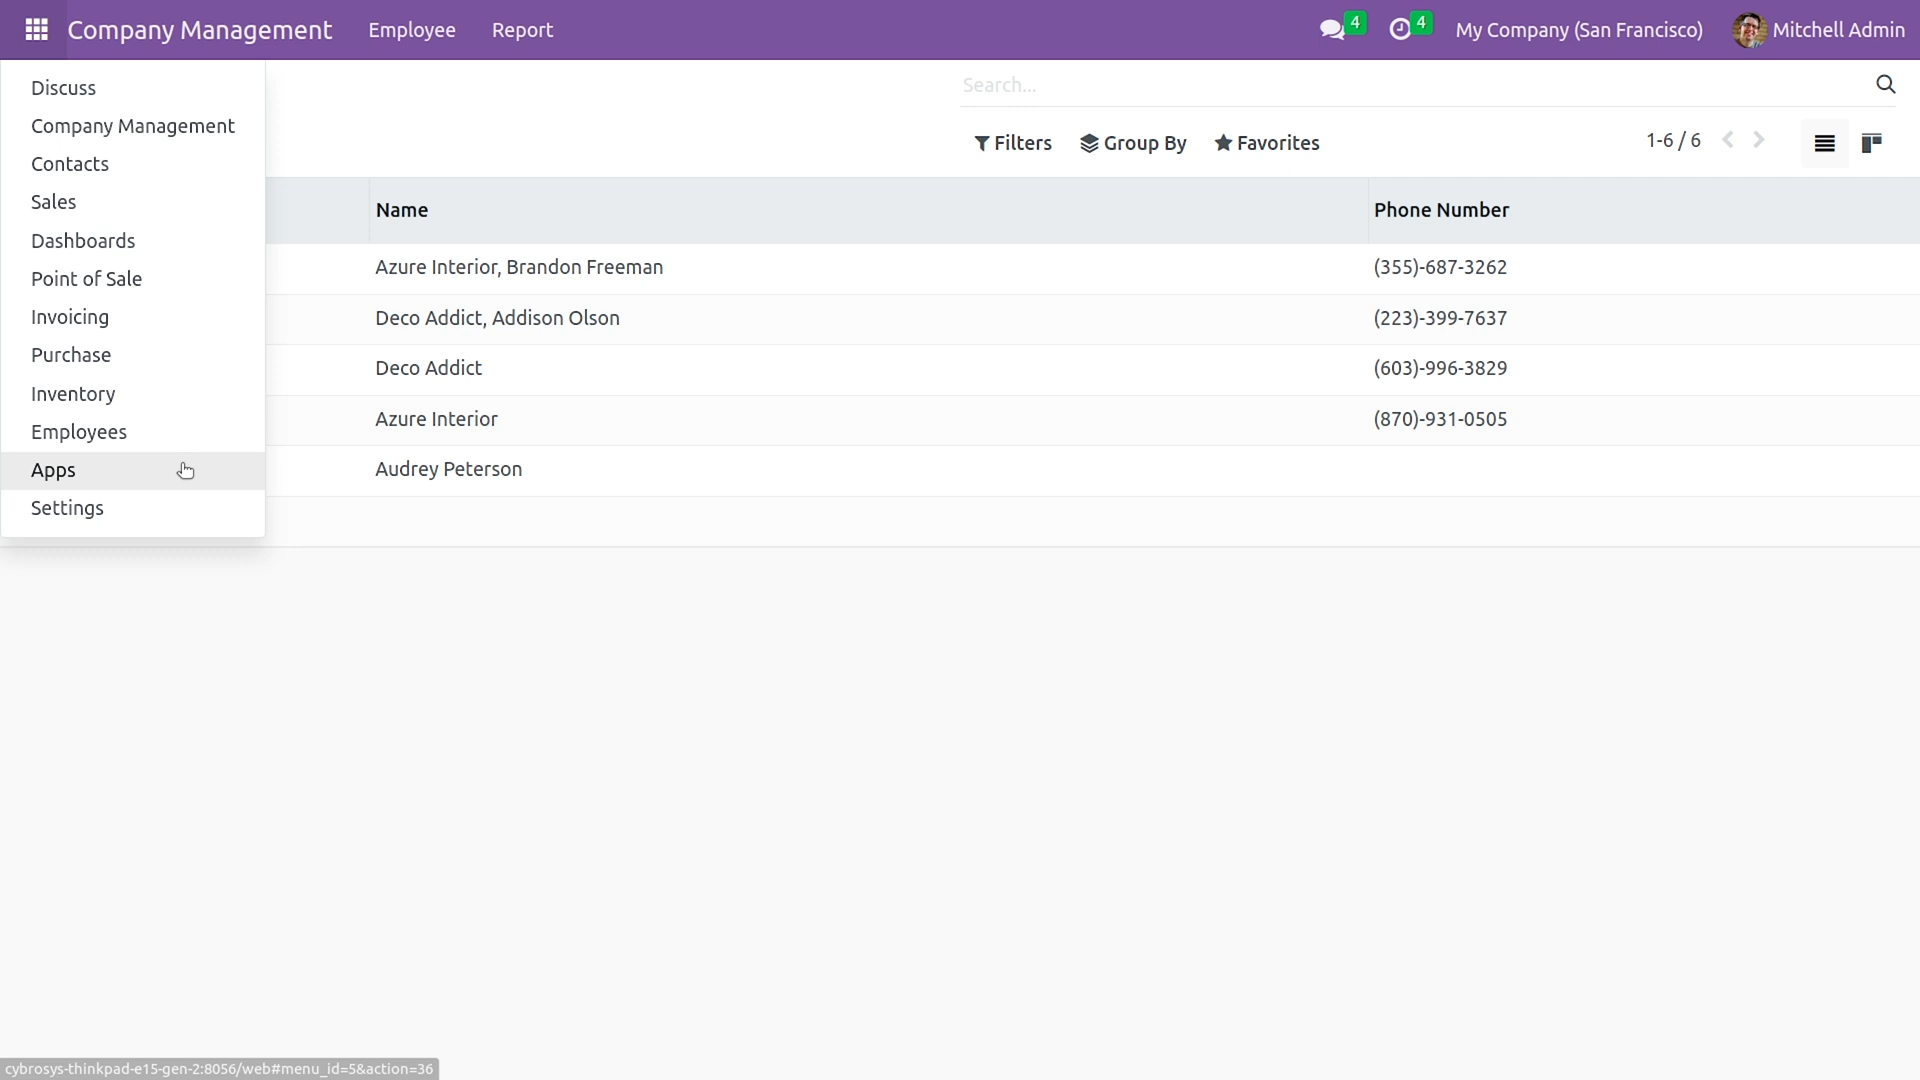 Company Management Employee Report 4 4 My Company (San Francisco) Mitchell Admin
Discuss
Company Management
Contacts
Sales
Dashboards
Point of Sale
Invoicing
Purchase
Inventory
Employees
Apps
Settings
Search...
Filters Group By Favorites 1-6 / 6
Name Phone Number
Azure Interior, Brandon Freeman (355)-687-3262
Deco Addict, Addison Olson (223)-399-7637
Deco Addict (603)-996-3829
Azure Interior (870)-931-0505
Audrey Peterson
cybrosys-thinkpad-e15-gen-2:8056/web#menu_id=5&action=36